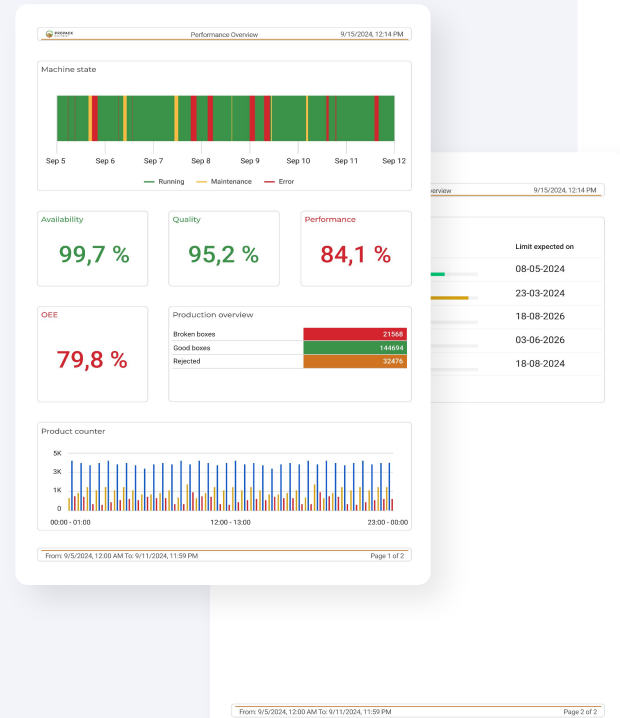 PROPACK
Performance Overview
9/15/2024, 12:14 PM
Machine state
Sep 5 Sep 6 Sep 7 Sep 8 Sep 9 Sep 10 Sep 11 Sep 12
Running Maintenance Error
Availability
99,7 %
Quality
95,2 %
Performance
84,1 %
OEE
79,8 %
Production overview
Broken boxes 21568
Good boxes 144694
Rejected 32476
Product counter
5K
3K
1K
0
00:00 - 01:00 12:00 - 13:00 23:00 - 00:00
From: 9/5/2024, 12:00 AM To: 9/11/2024, 11:59 PM Page 1 of 2
erview 9/15/2024, 12:14 PM
Limit expected on
08-05-2024
23-03-2024
18-08-2026
03-06-2026
18-08-2024
From: 9/5/2024, 12:00 AM To: 9/11/2024, 11:59 PM Page 2 of 2